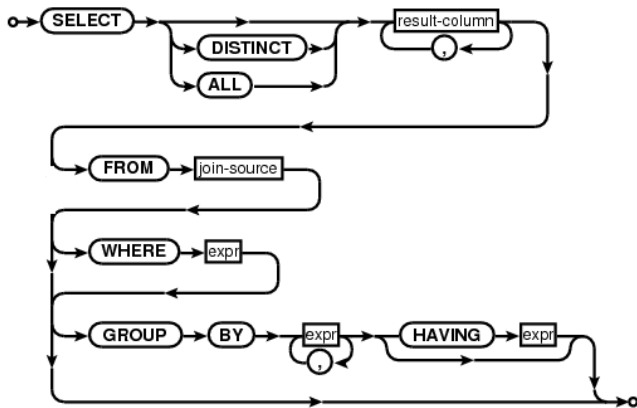 SELECT result-column
DISTINCT ,
ALL
FROM join-source
WHERE expr
GROUP BY expr HAVING expr
,